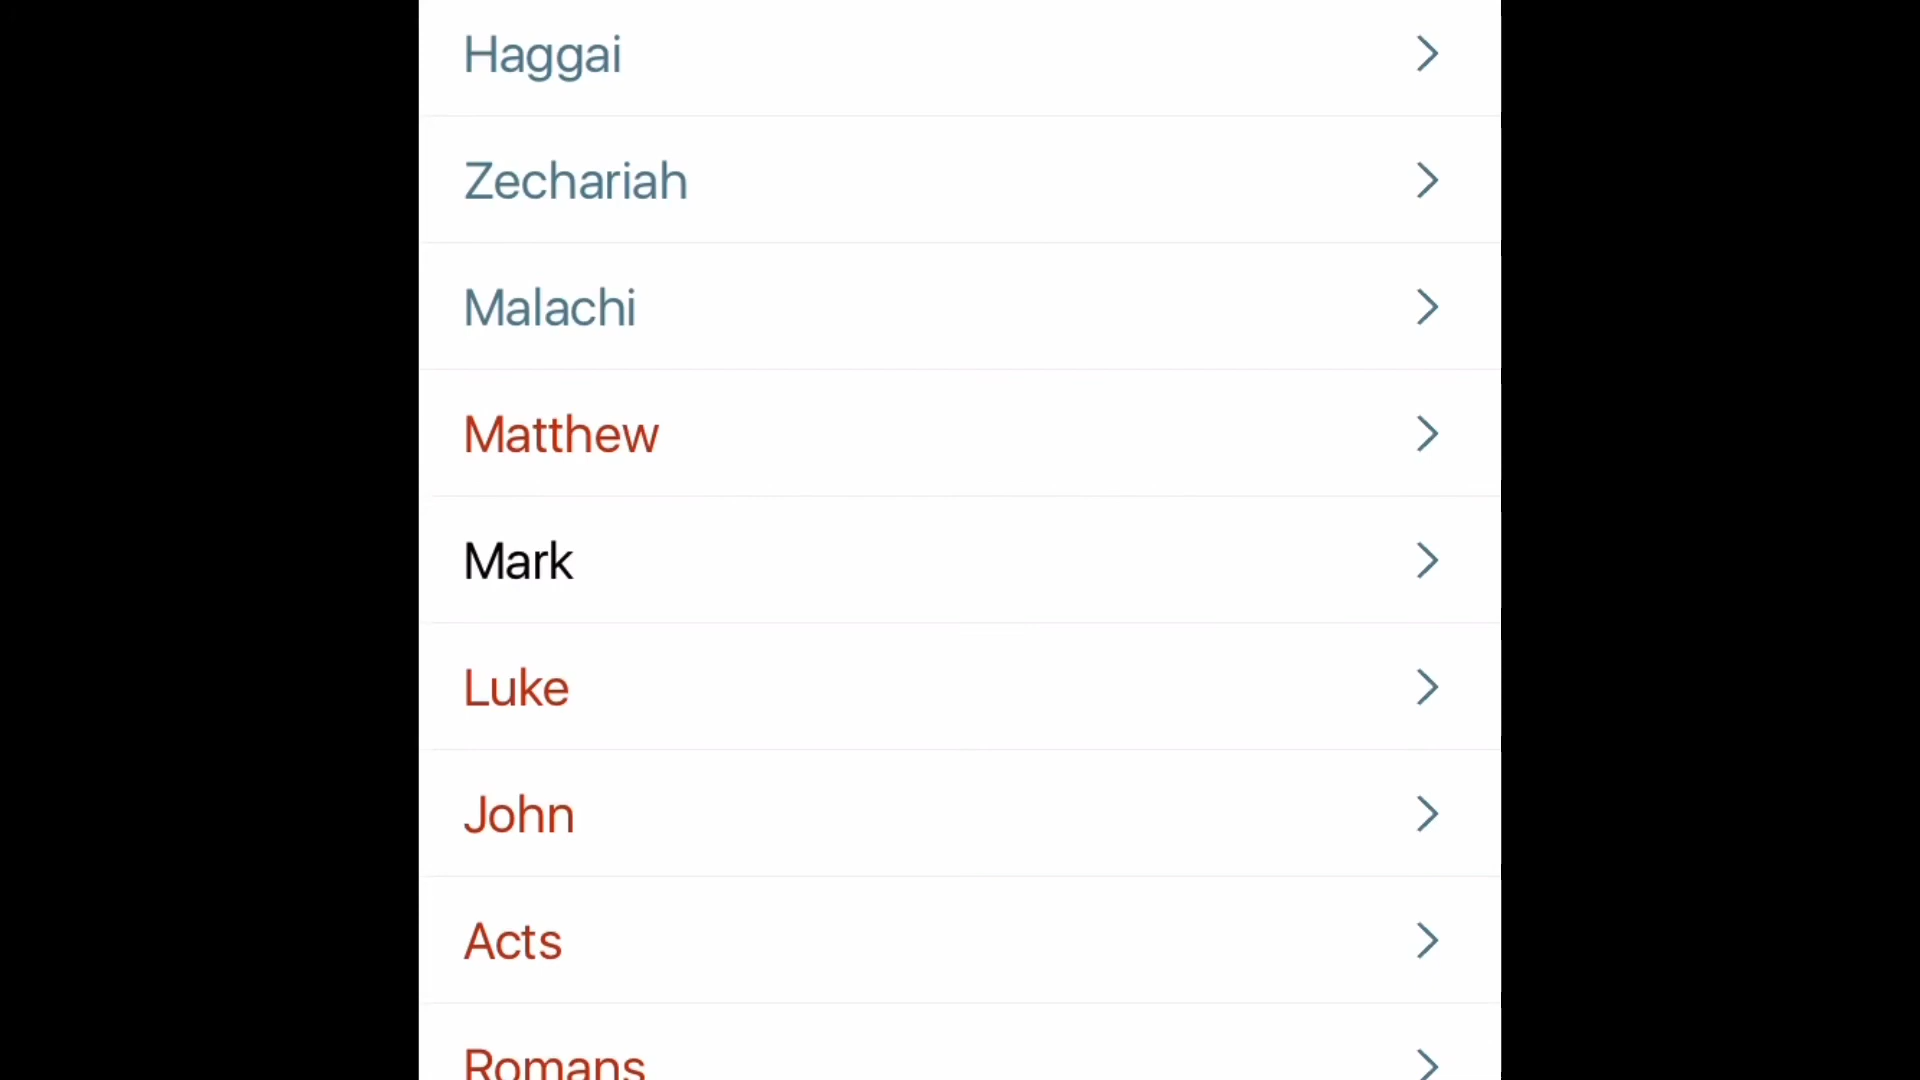 Haggai
Zechariah
Malachi
Matthew
Mark
Luke
John
Acts
Romans